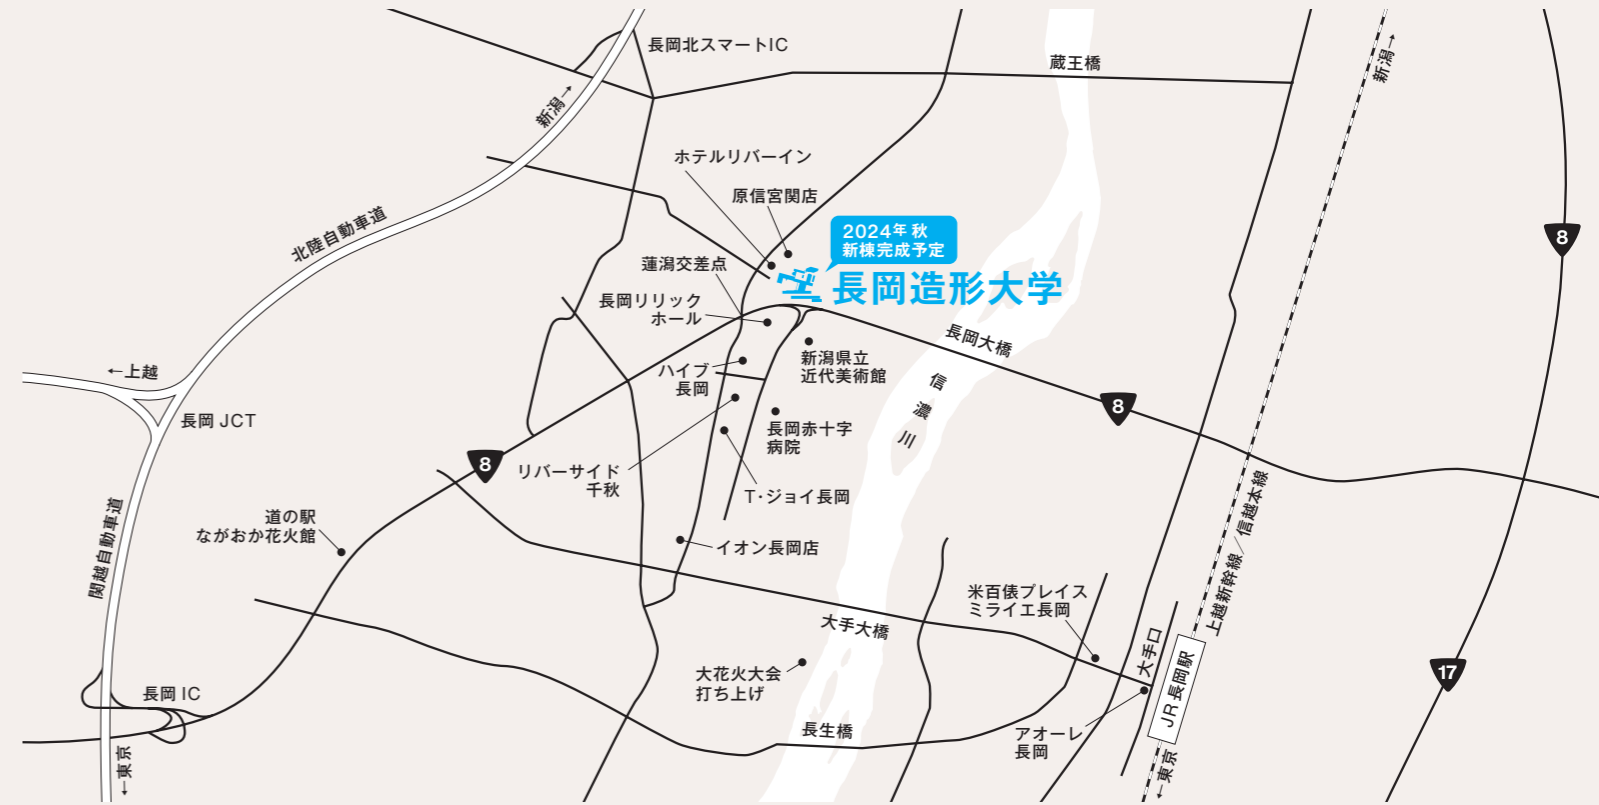 長岡北スマートIC
蔵王橋
新潟→
新潟→
ホテルリバーイン
原信宮関店
北陸自動車道
2024年 秋
新棟完成予定
8
蓮潟交差点
長岡造形大学
長岡リリック
ホール
長岡大橋
新潟県立
近代美術館
←上越
ハイブ
長岡
信濃川
8
長岡 JCT
長岡赤十字
病院
8
リバーサイド
千秋
T・ジョイ長岡
道の駅
ながおか花火館
関越自動車道
イオン長岡店
上越新幹線／信越本線
米百俵プレイス
ミライエ長岡
大手大橋
大手口
大花火大会
打ち上げ
JR長岡駅
17
長岡 IC
長生橋
アオーレ
長岡
←東京
←東京